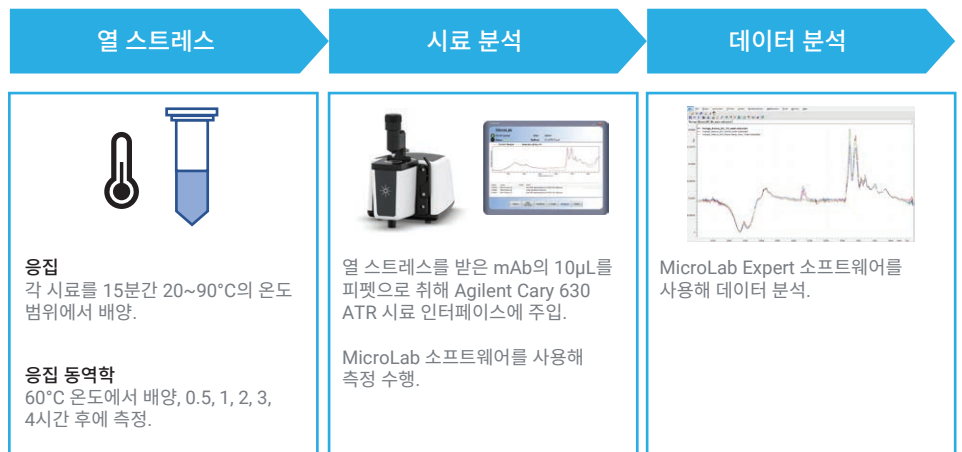 열 스트레스
시료 분석
데이터 분석
응집
각 시료를 15분간 20~90°C의 온도
범위에서 배양.
응집 동역학
60°C 온도에서 배양, 0.5, 1, 2, 3,
4시간 후에 측정.
MicroLab
열 스트레스를 받은 mAb의 10µL를
피펫으로 취해 Agilent Cary 630
ATR 시료 인터페이스에 주입.
MicroLab 소프트웨어를 사용해
측정 수행.
MicroLab Expert 소프트웨어를
사용해 데이터 분석.